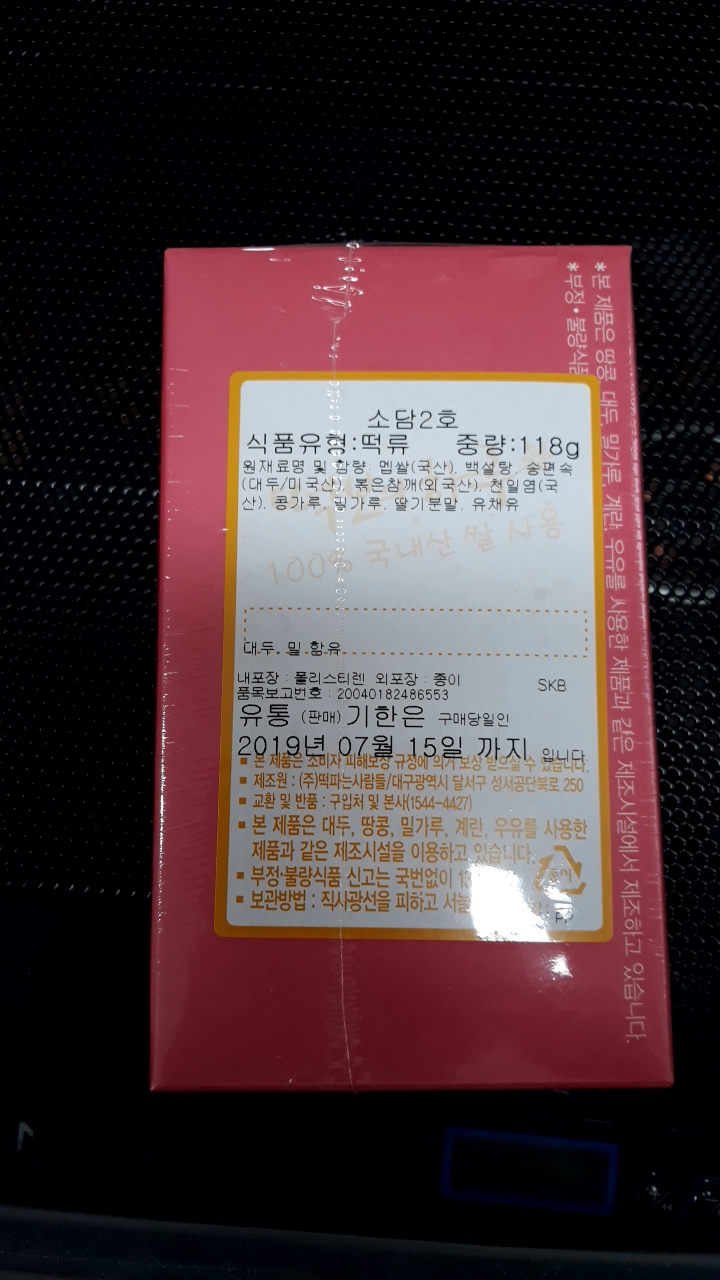 *본 제품은 땅콩, 대두, 밀가루, 계란, 우유를 사용한 제품과 같은 제조시설에서 제조하고 있습니다.
*부정·불량식품
소담2호
식품유형:떡류 중량:118g
원재료명 및 함량: 멥쌀(국산), 백설탕, 송편속
(대두/미국산), 볶은참깨(외국산), 천일염(국
산), 콩가루, 밀가루, 딸기분말, 유채유
100% 국내산 쌀 사용
대두, 밀 함유
내포장 : 폴리스티렌 외포장 : 종이 SKB
품목보고번호 : 20040182486553
유통 (판매) 기한은 구매당일인
2019년 07월 15일 까지 입니다
▪ 본 제품은 소비자 피해보상 규정에 의거 보상 받으실 수 있습니다.
▪ 제조원 : (주)떡파는사람들/대구광역시 달서구 성서공단북로 250
▪ 교환 및 반품 : 구입처 및 본사(1544-4427)
▪ 본 제품은 대두, 땅콩, 밀가루, 계란, 우유를 사용한
제품과 같은 제조시설을 이용하고 있습니다.
▪ 부정·불량식품 신고는 국번없이 13
종이
▪ 보관방법 : 직사광선을 피하고 서늘
PP